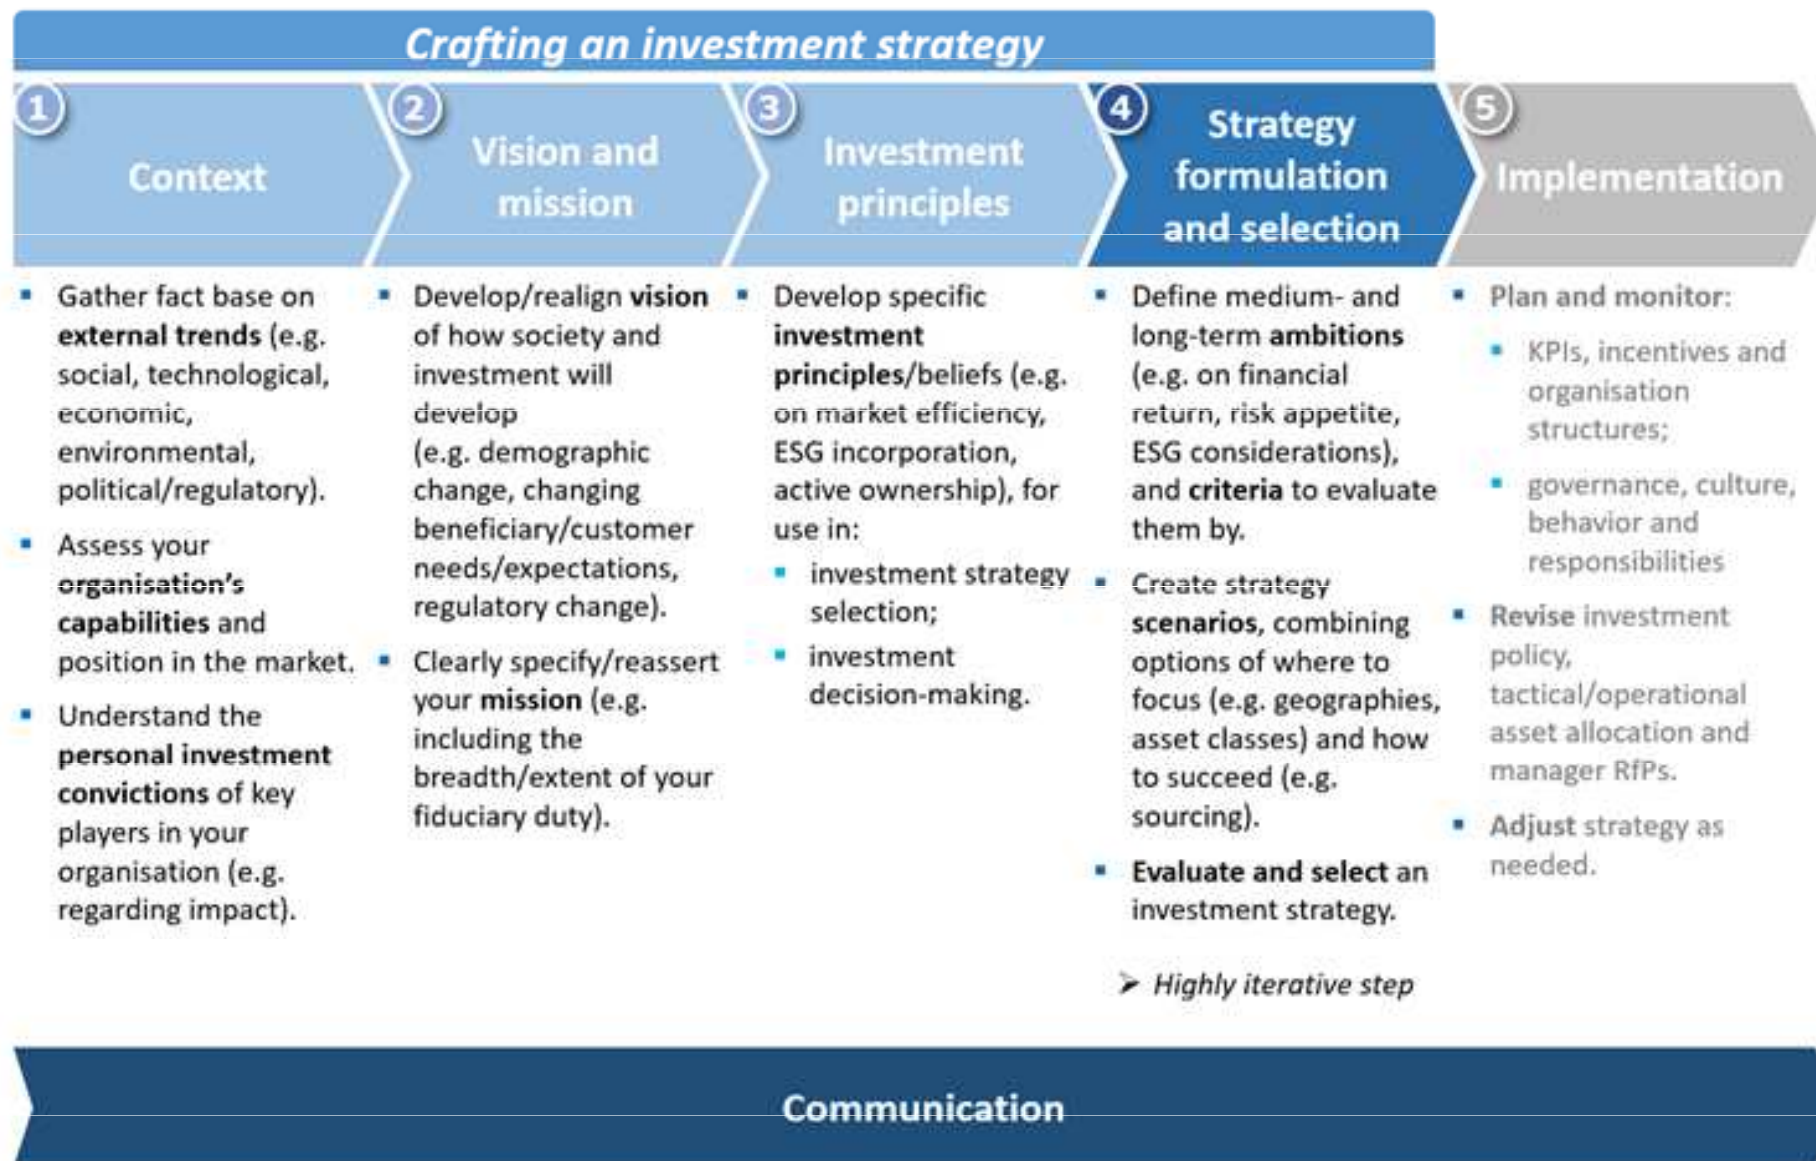 Crafting an investment strategy
1
Context
Gather fact base on
external trends (e.g.
social, technological,
economic,
environmental,
political/regulatory).
Assess your
organisation's
capabilities and
position in the market.
Understand the
personal investment
convictions of key
players in your
organisation (e.g.
regarding impact).
2
Vision and
mission
Develop/realign vision
of how society and
investment will
develop
(e.g. demographic
change, changing
beneficiary/customer
needs/expectations,
regulatory change).
Clearly specify/reassert
your mission (e.g.
including the
breadth/extent of your
fiduciary duty).
3
Investment
principles
Develop specific
investment
principles/beliefs (e.g.
on market efficiency,
ESG incorporation,
active ownership), for
use in:
investment strategy
selection;
investment
decision-making.
4
Strategy
formulation
and selection
Define medium- and
long-term ambitions
(e.g. on financial
return, risk appetite,
ESG considerations),
and criteria to evaluate
them by.
Create strategy
scenarios, combining
options of where to
focus (e.g. geographies,
asset classes) and how
to succeed (e.g.
sourcing).
Evaluate and select an
investment strategy.
Highly iterative step
5
Implementation
Plan and monitor:
KPIs, incentives and
organisation
structures;
governance, culture,
behavior and
responsibilities
Revise investment
policy,
tactical/operational
asset allocation and
manager RfPs.
Adjust strategy as
needed.
Communication